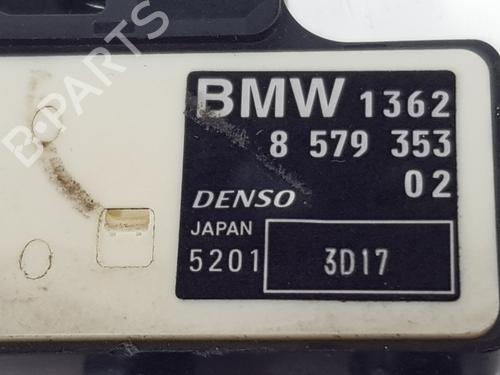 B-PARTS
BMW 1362
8 579 353
02
DENSO
JAPAN
5201 3D17